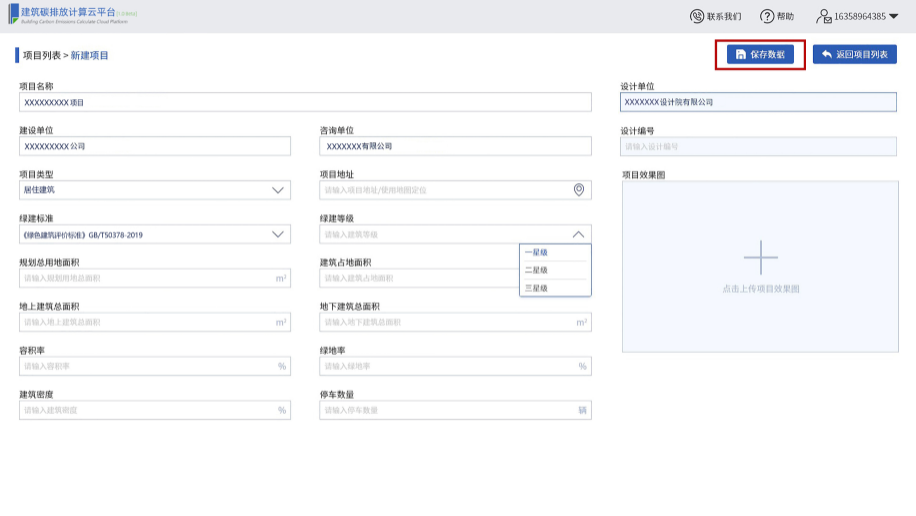 建筑碳排放计算云平台
Building Carbon Emissions Calculate Cloud Platform
联系我们
帮助
16358964385
项目列表 > 新建项目
保存数据
返回项目列表
项目名称
XXXXXXXXX 项目
设计单位
XXXXXXX 设计院有限公司
建设单位
XXXXXXXXX 公司
咨询单位
XXXXXXX有限公司
设计编号
请输入设计编号
项目类型
居住建筑
项目地址
请输入项目地址/使用地图定位
项目效果图
点击上传项目效果图
绿建标准
《绿色建筑评价标准》GB/T50378-2019
绿建等级
请输入建筑等级
一星级
二星级
三星级
规划总用地面积
请输入规划用地总面积
m²
建筑占地面积
请输入建筑占地面积
地上建筑总面积
请输入地上建筑总面积
m²
地下建筑总面积
请输入地下建筑总面积
m²
容积率
请输入容积率
%
绿地率
请输入绿地率
%
建筑密度
请输入建筑密度
%
停车数量
请输入停车数量